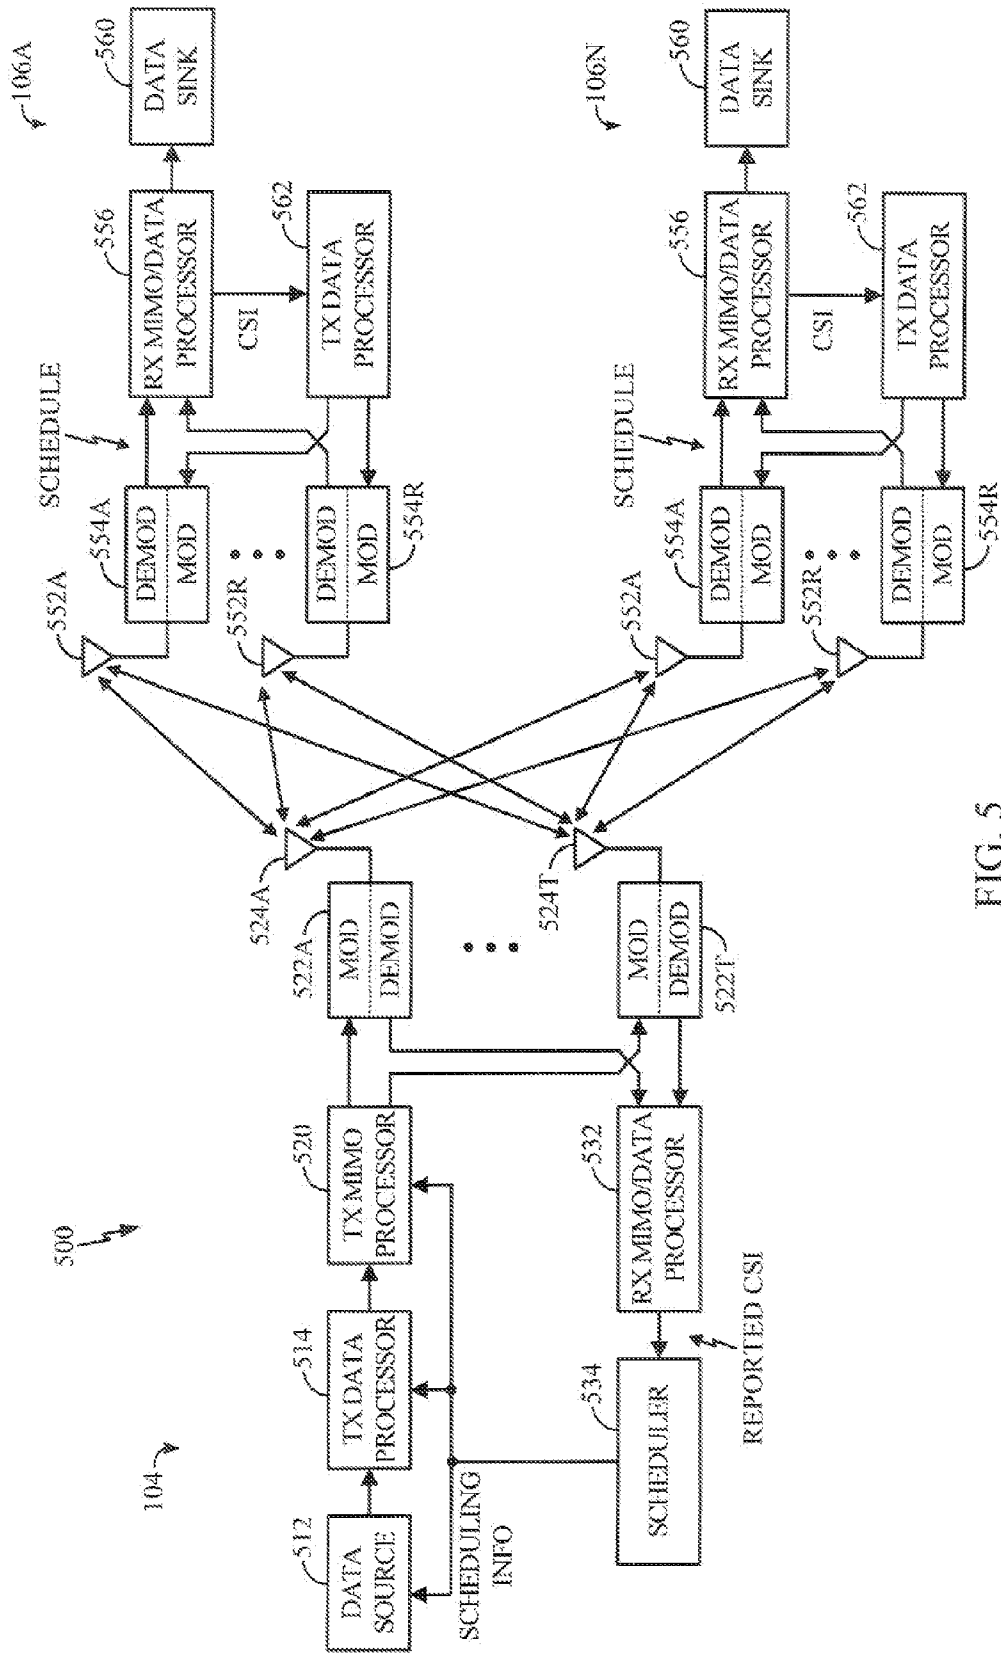 500
104
106A
106N
512
DATA
SOURCE
514
TX DATA
PROCESSOR
520
TX MIMO
PROCESSOR
522A
MOD
DEMOD
524A
SCHEDULING
INFO
534
SCHEDULER
REPORTED CSI
532
RX MIMO/DATA
PROCESSOR
522T
MOD
DEMOD
524T
552A
554A
DEMOD
MOD
SCHEDULE
556
RX MIMO/DATA
PROCESSOR
560
DATA
SINK
CSI
552R
554R
DEMOD
MOD
562
TX DATA
PROCESSOR
552A
554A
DEMOD
MOD
SCHEDULE
556
RX MIMO/DATA
PROCESSOR
560
DATA
SINK
CSI
552R
554R
DEMOD
MOD
562
TX DATA
PROCESSOR
FIG. 5